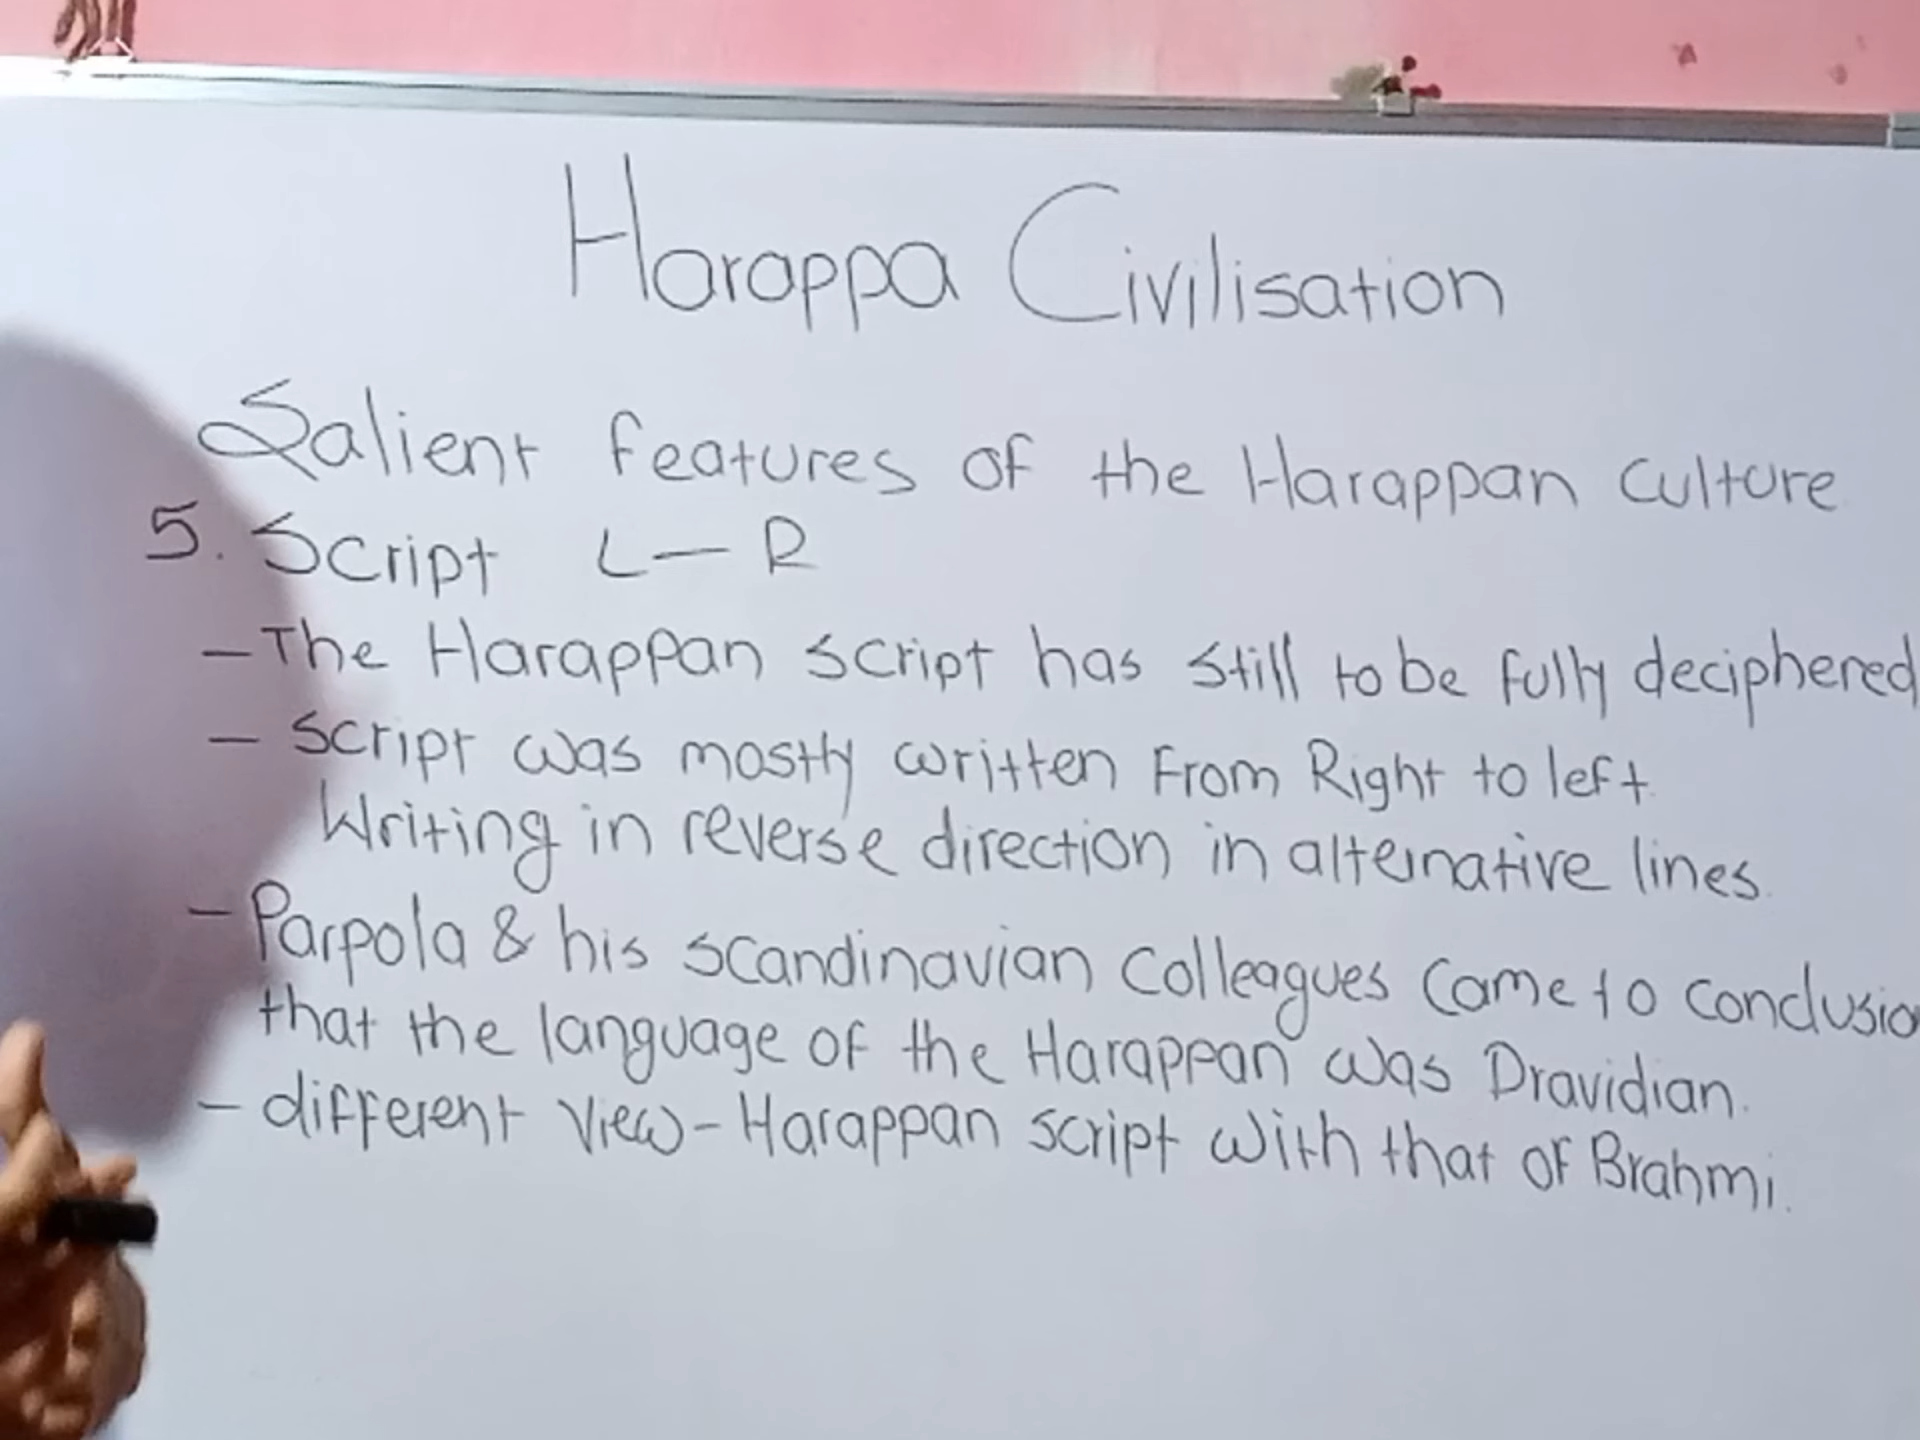 Harappa Civilisation
Salient features of the Harappan culture
5. Script L — R
- The Harappan script has still to be fully deciphered
- Script was mostly written from Right to left.
Writing in reverse direction in alternative lines.
- Parpola & his scandinavian colleagues came to conclusio
that the language of the Harappan was Dravidian.
- different view - Harappan script with that of Brahmi.